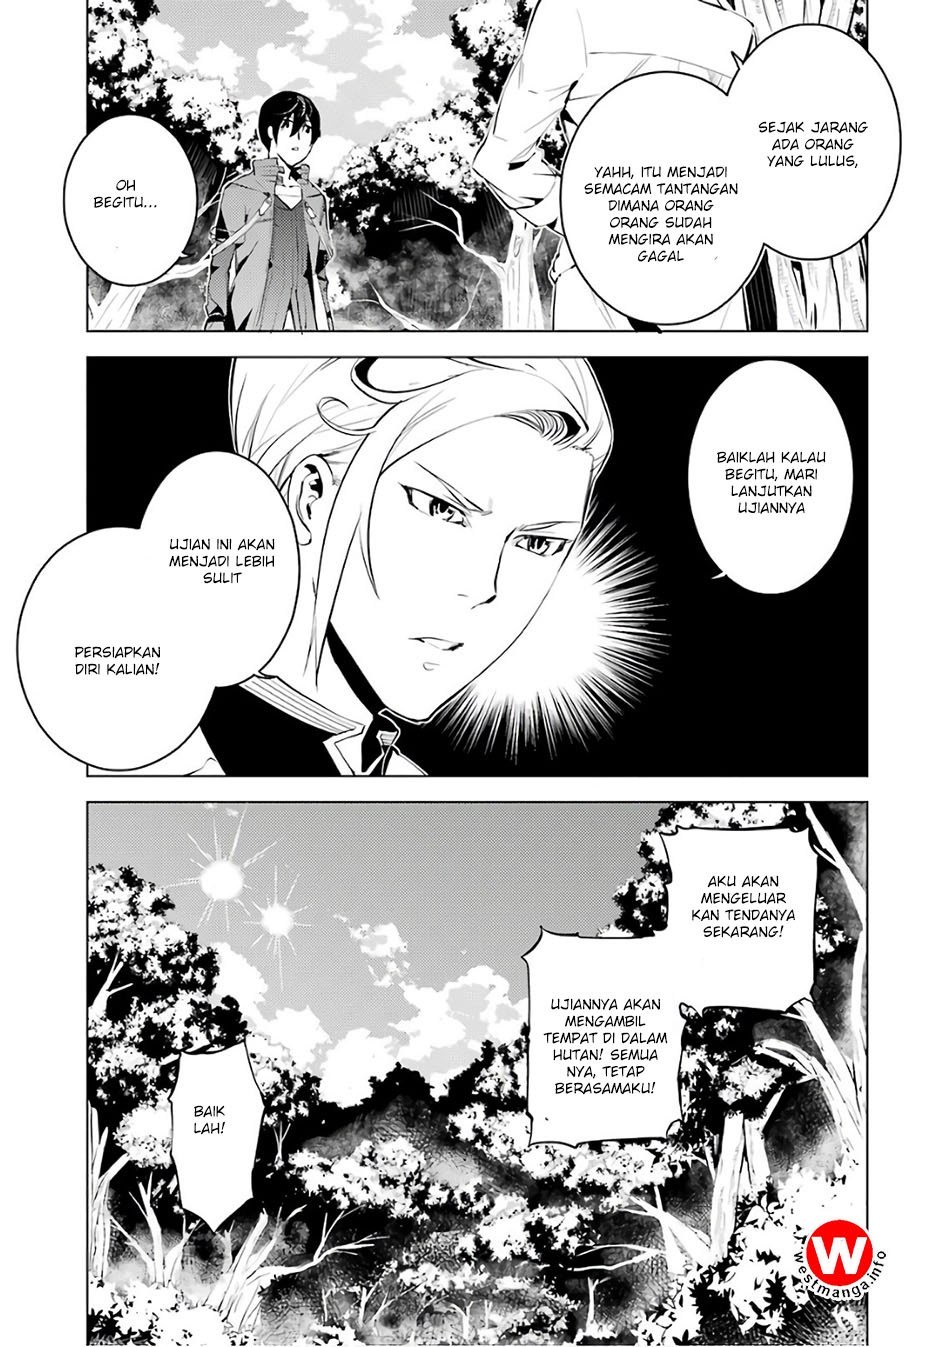 SEJAK JARANG
ADA ORANG
YANG LULUS,
YAHH, ITU MENJADI
SEMACAM TANTANGAN
DIMANA ORANG
ORANG SUDAH
MENGIRA AKAN
GAGAL
OH
BEGITU...
BAIKLAH KALAU
BEGITU, MARI
LANJUTKAN
UJIANNYA
UJIAN INI AKAN
MENJADI LEBIH
SULIT
PERSIAPKAN
DIRI KALIAN!
AKU AKAN
MENGELUAR
KAN TENDANYA
SEKARANG!
UJIANNYA AKAN
MENGAMBIL
TEMPAT DI DALAM
HUTAN! SEMUA
NYA, TETAP
BERASAMAKU!
BAIK
LAH!
W
westmanga.info